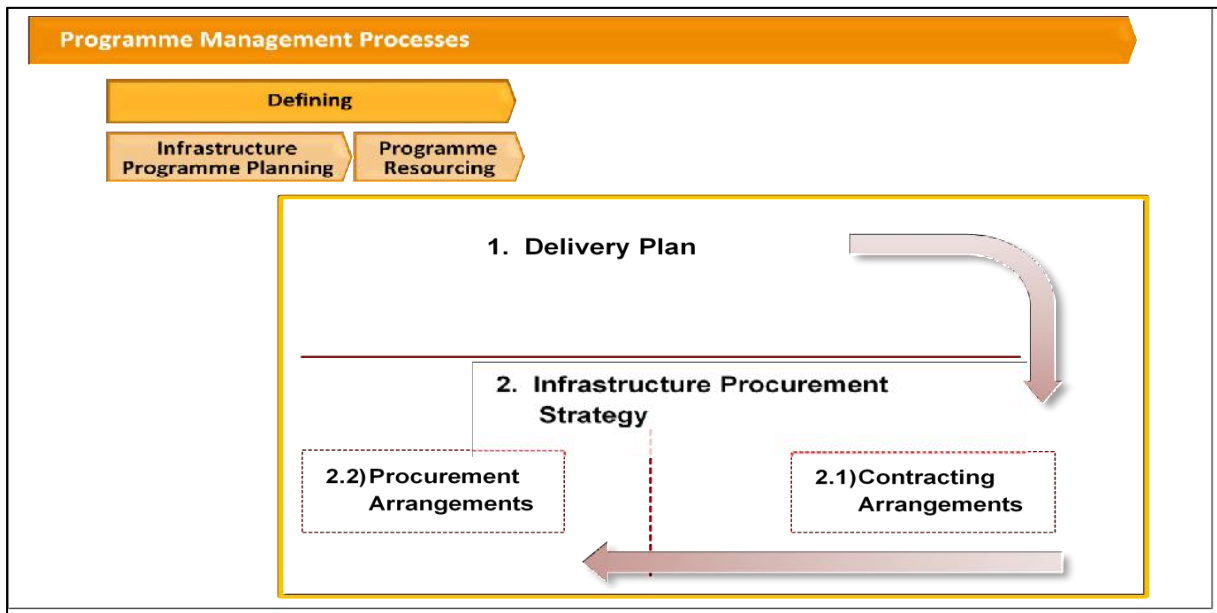 Programme Management Processes
Defining
Infrastructure
Programme Planning
Programme
Resourcing
1. Delivery Plan
2. Infrastructure Procurement
Strategy
2.2) Procurement
Arrangements
2.1) Contracting
Arrangements